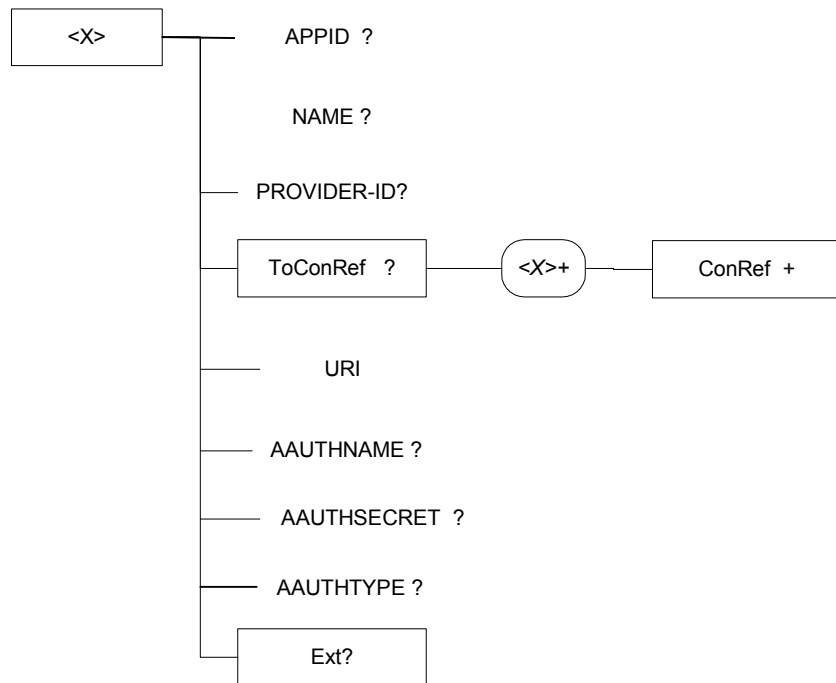 <X>
APPID ?
NAME ?
PROVIDER-ID?
ToConRef ?
<X>+
ConRef +
URI
AAUTHNAME ?
AAUTHSECRET ?
AAUTHTYPE ?
Ext?